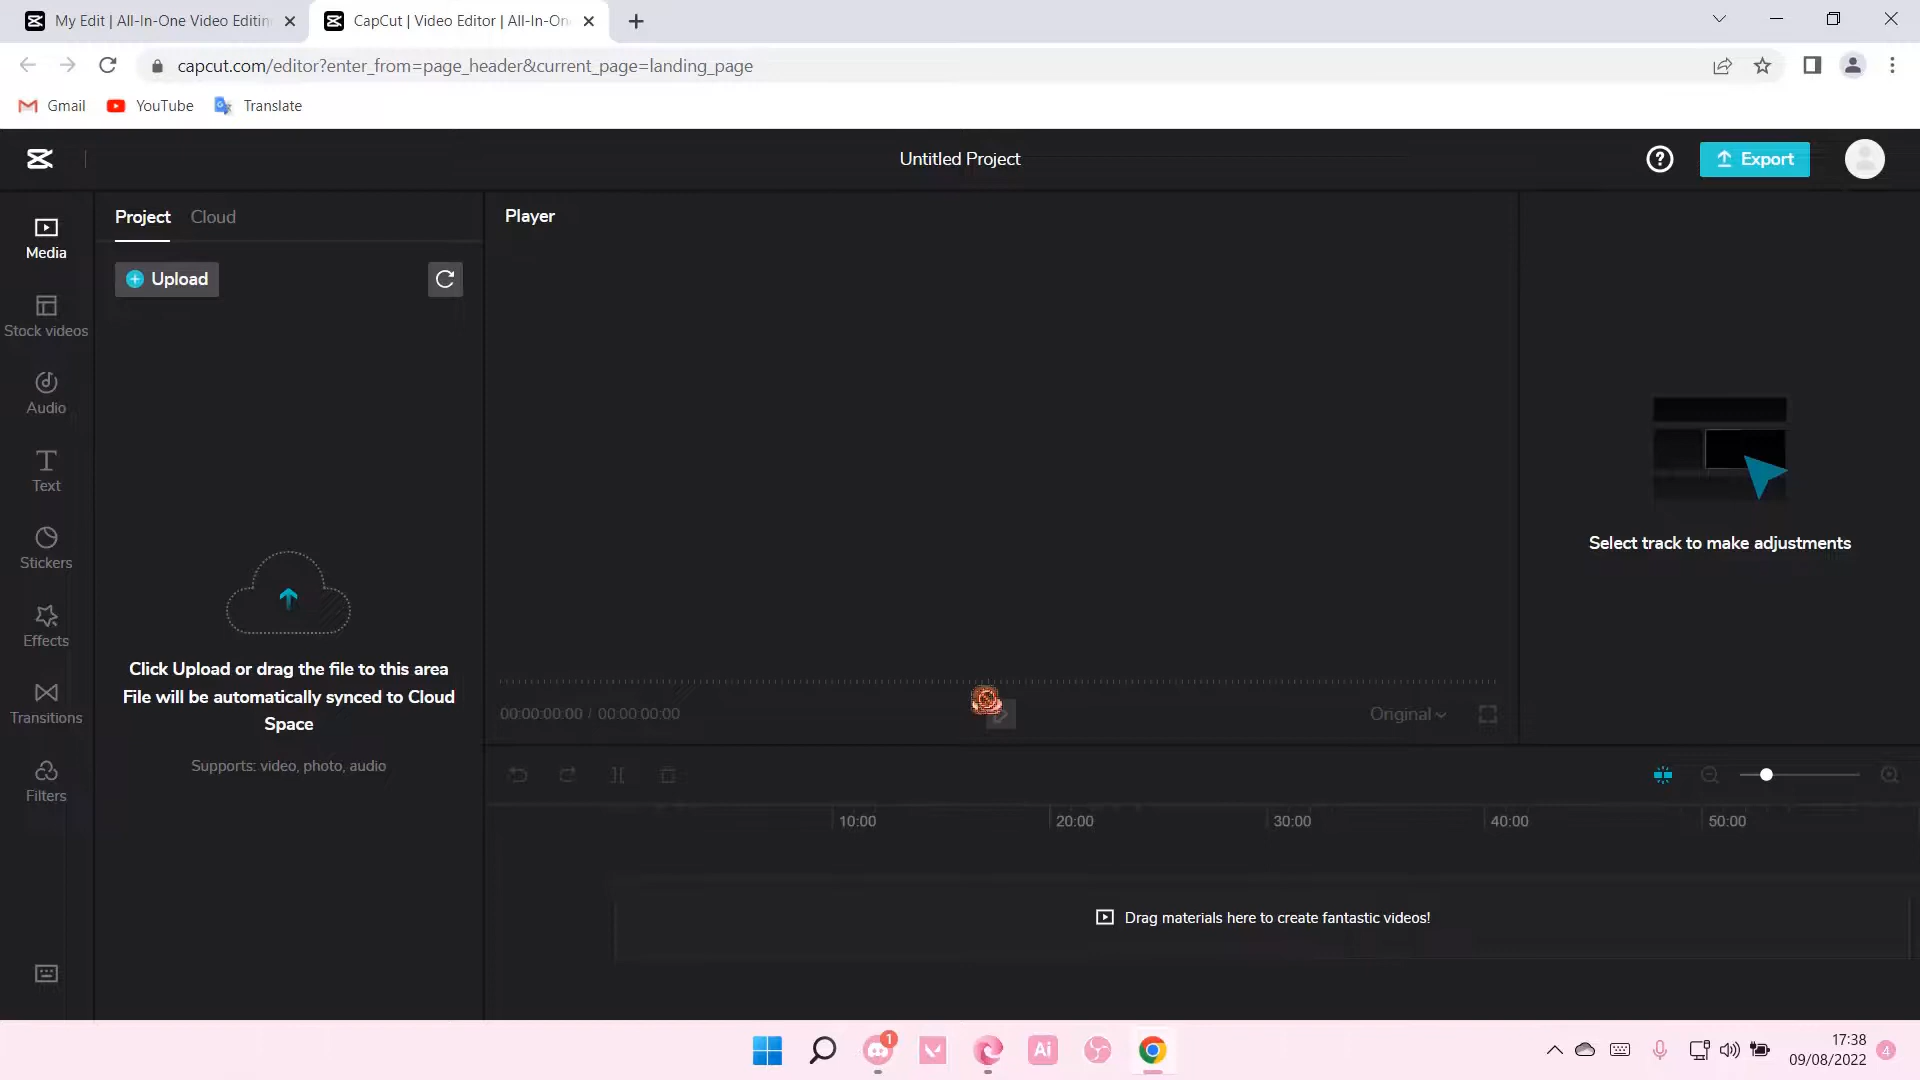 My Edit | All-In-One Video Editin
CapCut | Video Editor | All-In-On
capcut.com/editor?enter_from=page_header&current_page=landing_page
Gmail
YouTube
Translate
Untitled Project
Export
Project
Cloud
Player
Media
Upload
Stock videos
Audio
Text
Stickers
Effects
Transitions
Filters
Click Upload or drag the file to this area
File will be automatically synced to Cloud
Space
Supports: video, photo, audio
Select track to make adjustments
00:00:00:00 / 00:00:00:00
Original
10:00
20:00
30:00
40:00
50:00
Drag materials here to create fantastic videos!
1
Ai
17:38
09/08/2022
4